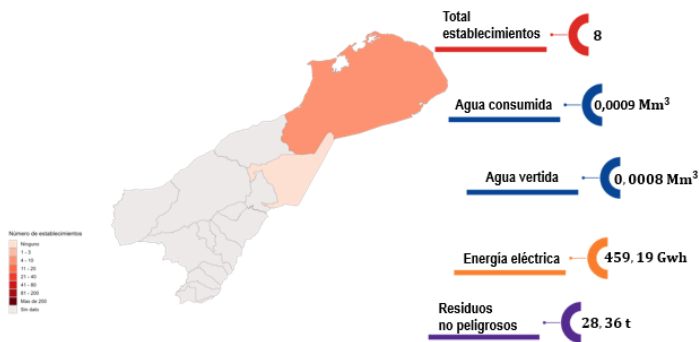 Total
establecimientos
8
Agua consumida
0,0009 Mm³
Agua vertida
0,0008 Mm³
Energía eléctrica
459,19 Gwh
Residuos
no peligrosos
28,36 t
Número de establecimientos
Ninguno
1 - 3
4 - 10
11 - 20
21 - 40
41 - 80
81 - 200
Mas de 200
Sin dato